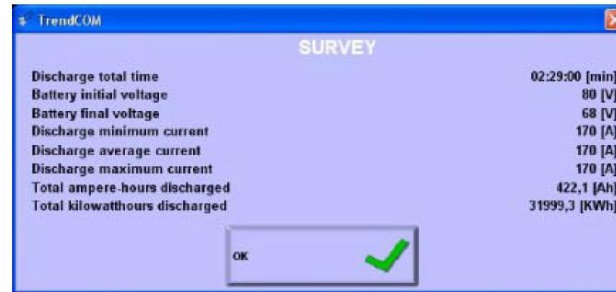 TrendCOM
SURVEY
Discharge total time 02:29:00 [min]
Battery initial voltage 80 [V]
Battery final voltage 68 [V]
Discharge minimum current 170 [A]
Discharge average current 170 [A]
Discharge maximum current 170 [A]
Total ampere-hours discharged 422,1 [Ah]
Total kilowatthours discharged 31999,3 [KWh]
OK